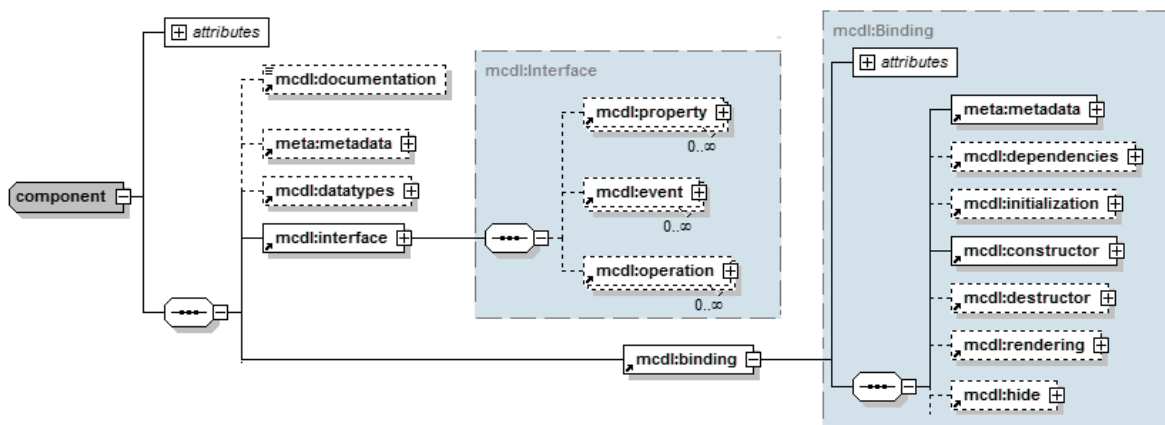 component
attributes
mcdl:documentation
meta:metadata
mcdl:datatypes
mcdl:interface
mcdl:Interface
mcdl:property
0..∞
mcdl:event
0..∞
mcdl:operation
0..∞
mcdl:binding
mcdl:Binding
attributes
meta:metadata
mcdl:dependencies
mcdl:initialization
mcdl:constructor
mcdl:destructor
mcdl:rendering
mcdl:hide